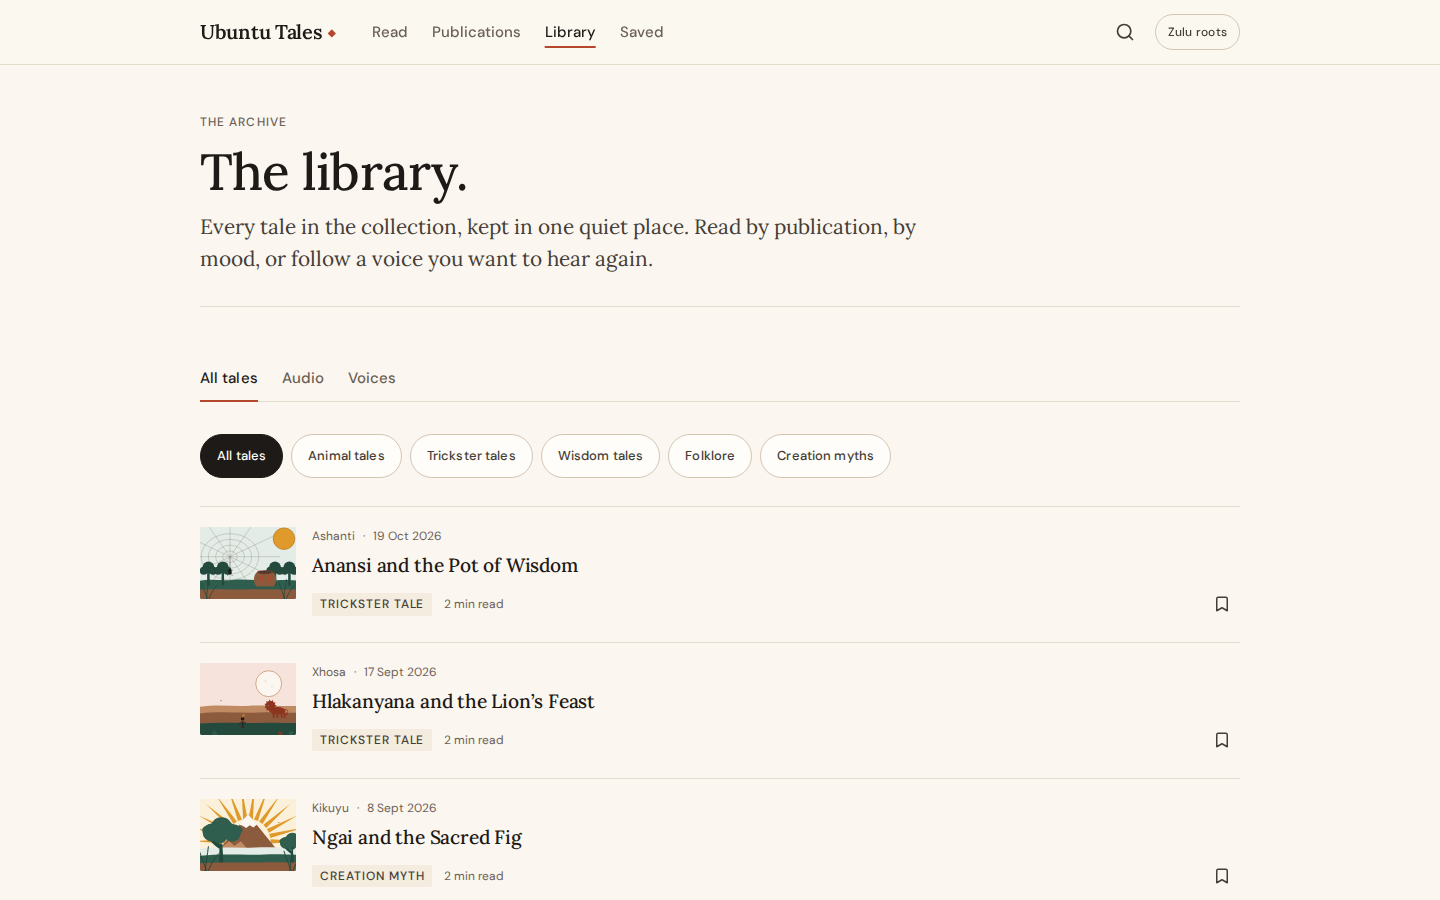 Ubuntu Tales
Read Publications Library Saved
Zulu roots
THE ARCHIVE
The library.
Every tale in the collection, kept in one quiet place. Read by publication, by
mood, or follow a voice you want to hear again.
All tales Audio Voices
All tales Animal tales Trickster tales Wisdom tales Folklore Creation myths
Ashanti · 19 Oct 2026
Anansi and the Pot of Wisdom
TRICKSTER TALE 2 min read
Xhosa · 17 Sept 2026
Hlakanyana and the Lion’s Feast
TRICKSTER TALE 2 min read
Kikuyu · 8 Sept 2026
Ngai and the Sacred Fig
CREATION MYTH 2 min read